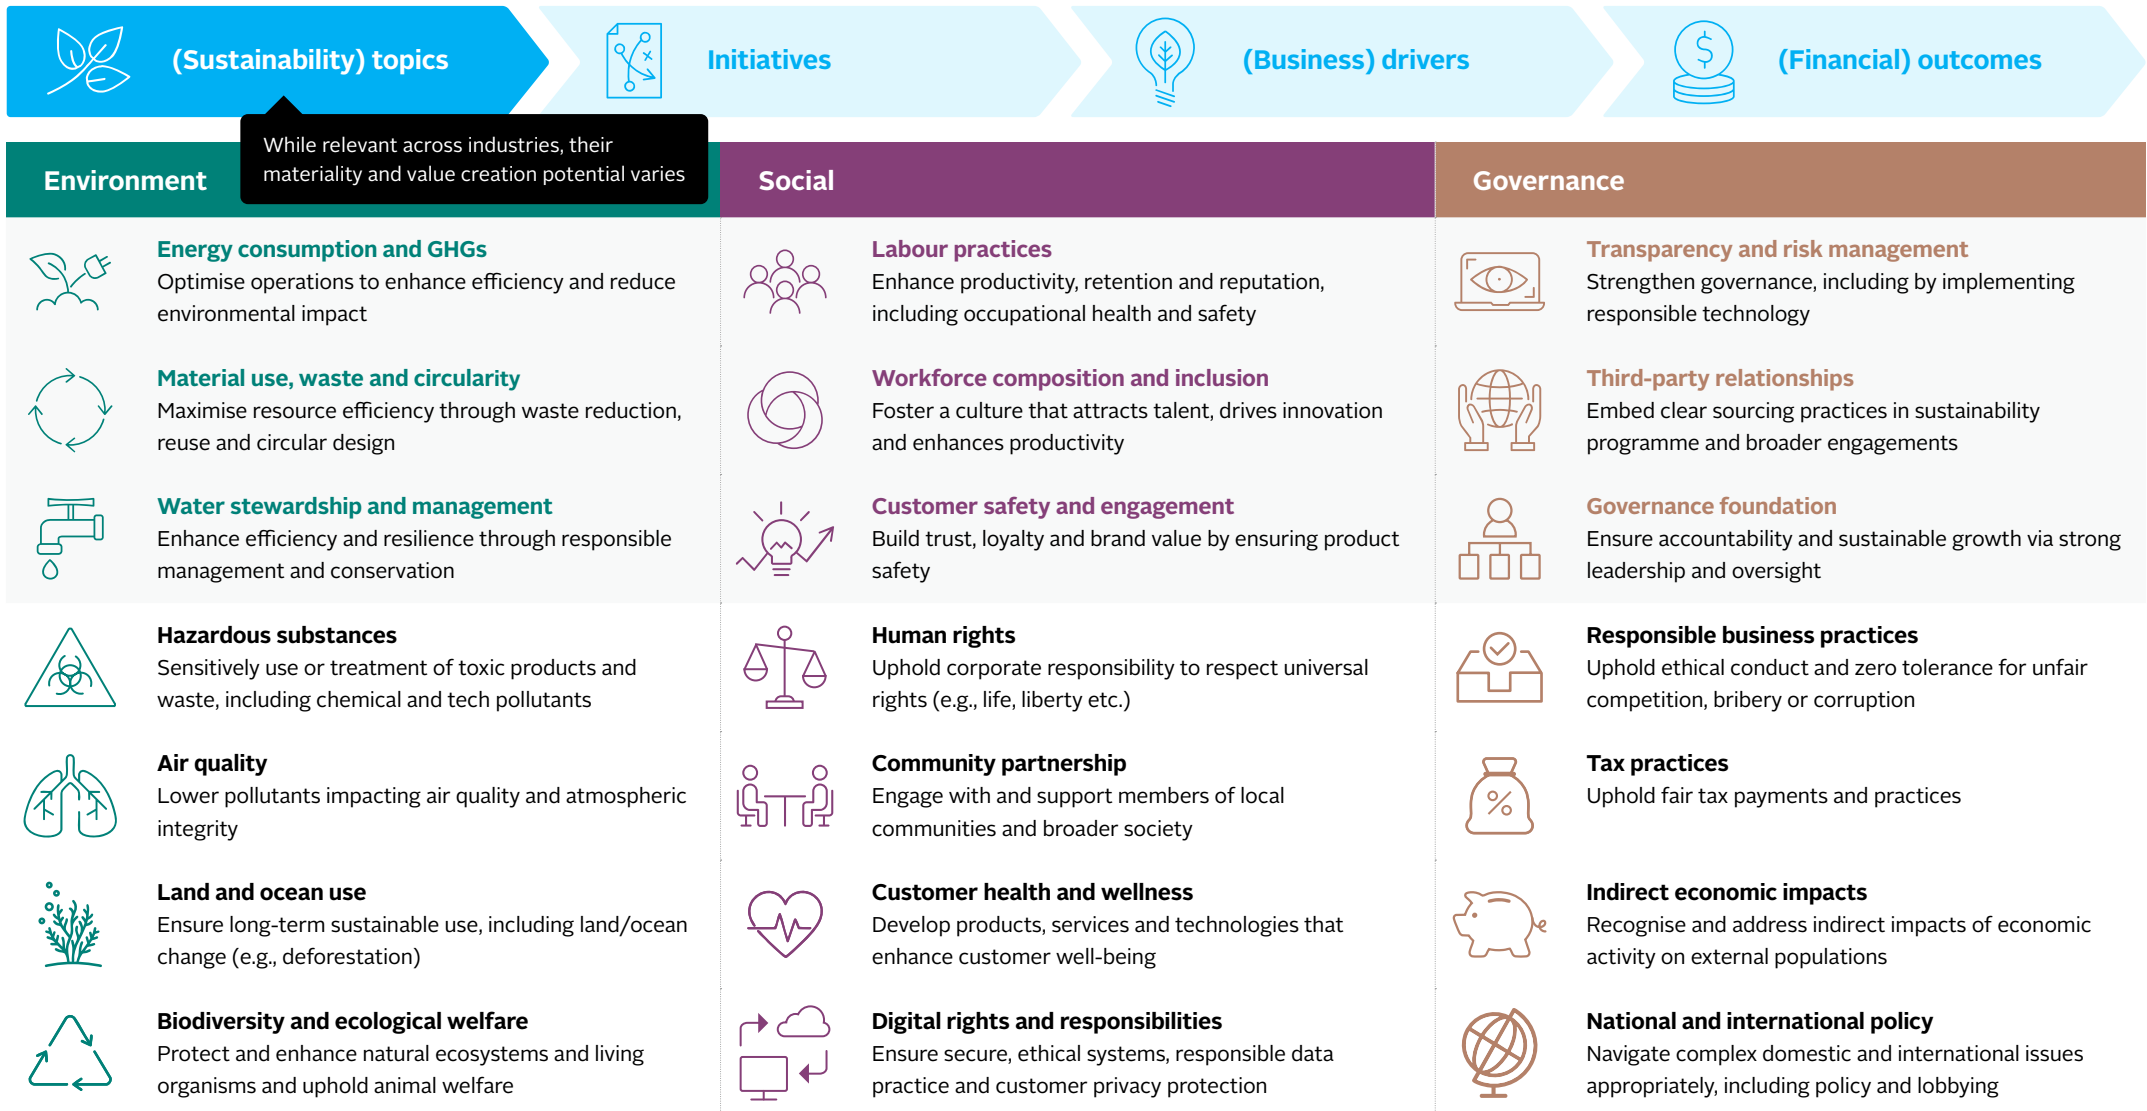 (Sustainability) topics
Initiatives
(Business) drivers
(Financial) outcomes
While relevant across industries, their
materiality and value creation potential varies
Environment
Energy consumption and GHGs
Optimise operations to enhance efficiency and reduce
environmental impact
Material use, waste and circularity
Maximise resource efficiency through waste reduction,
reuse and circular design
Water stewardship and management
Enhance efficiency and resilience through responsible
management and conservation
Hazardous substances
Sensitively use or treatment of toxic products and
waste, including chemical and tech pollutants
Air quality
Lower pollutants impacting air quality and atmospheric
integrity
Land and ocean use
Ensure long-term sustainable use, including land/ocean
change (e.g., deforestation)
Biodiversity and ecological welfare
Protect and enhance natural ecosystems and living
organisms and uphold animal welfare
Social
Labour practices
Enhance productivity, retention and reputation,
including occupational health and safety
Workforce composition and inclusion
Foster a culture that attracts talent, drives innovation
and enhances productivity
Customer safety and engagement
Build trust, loyalty and brand value by ensuring product
safety
Human rights
Uphold corporate responsibility to respect universal
rights (e.g., life, liberty etc.)
Community partnership
Engage with and support members of local
communities and broader society
Customer health and wellness
Develop products, services and technologies that
enhance customer well-being
Digital rights and responsibilities
Ensure secure, ethical systems, responsible data
practice and customer privacy protection
Governance
Transparency and risk management
Strengthen governance, including by implementing
responsible technology
Third-party relationships
Embed clear sourcing practices in sustainability
programme and broader engagements
Governance foundation
Ensure accountability and sustainable growth via strong
leadership and oversight
Responsible business practices
Uphold ethical conduct and zero tolerance for unfair
competition, bribery or corruption
Tax practices
Uphold fair tax payments and practices
Indirect economic impacts
Recognise and address indirect impacts of economic
activity on external populations
National and international policy
Navigate complex domestic and international issues
appropriately, including policy and lobbying